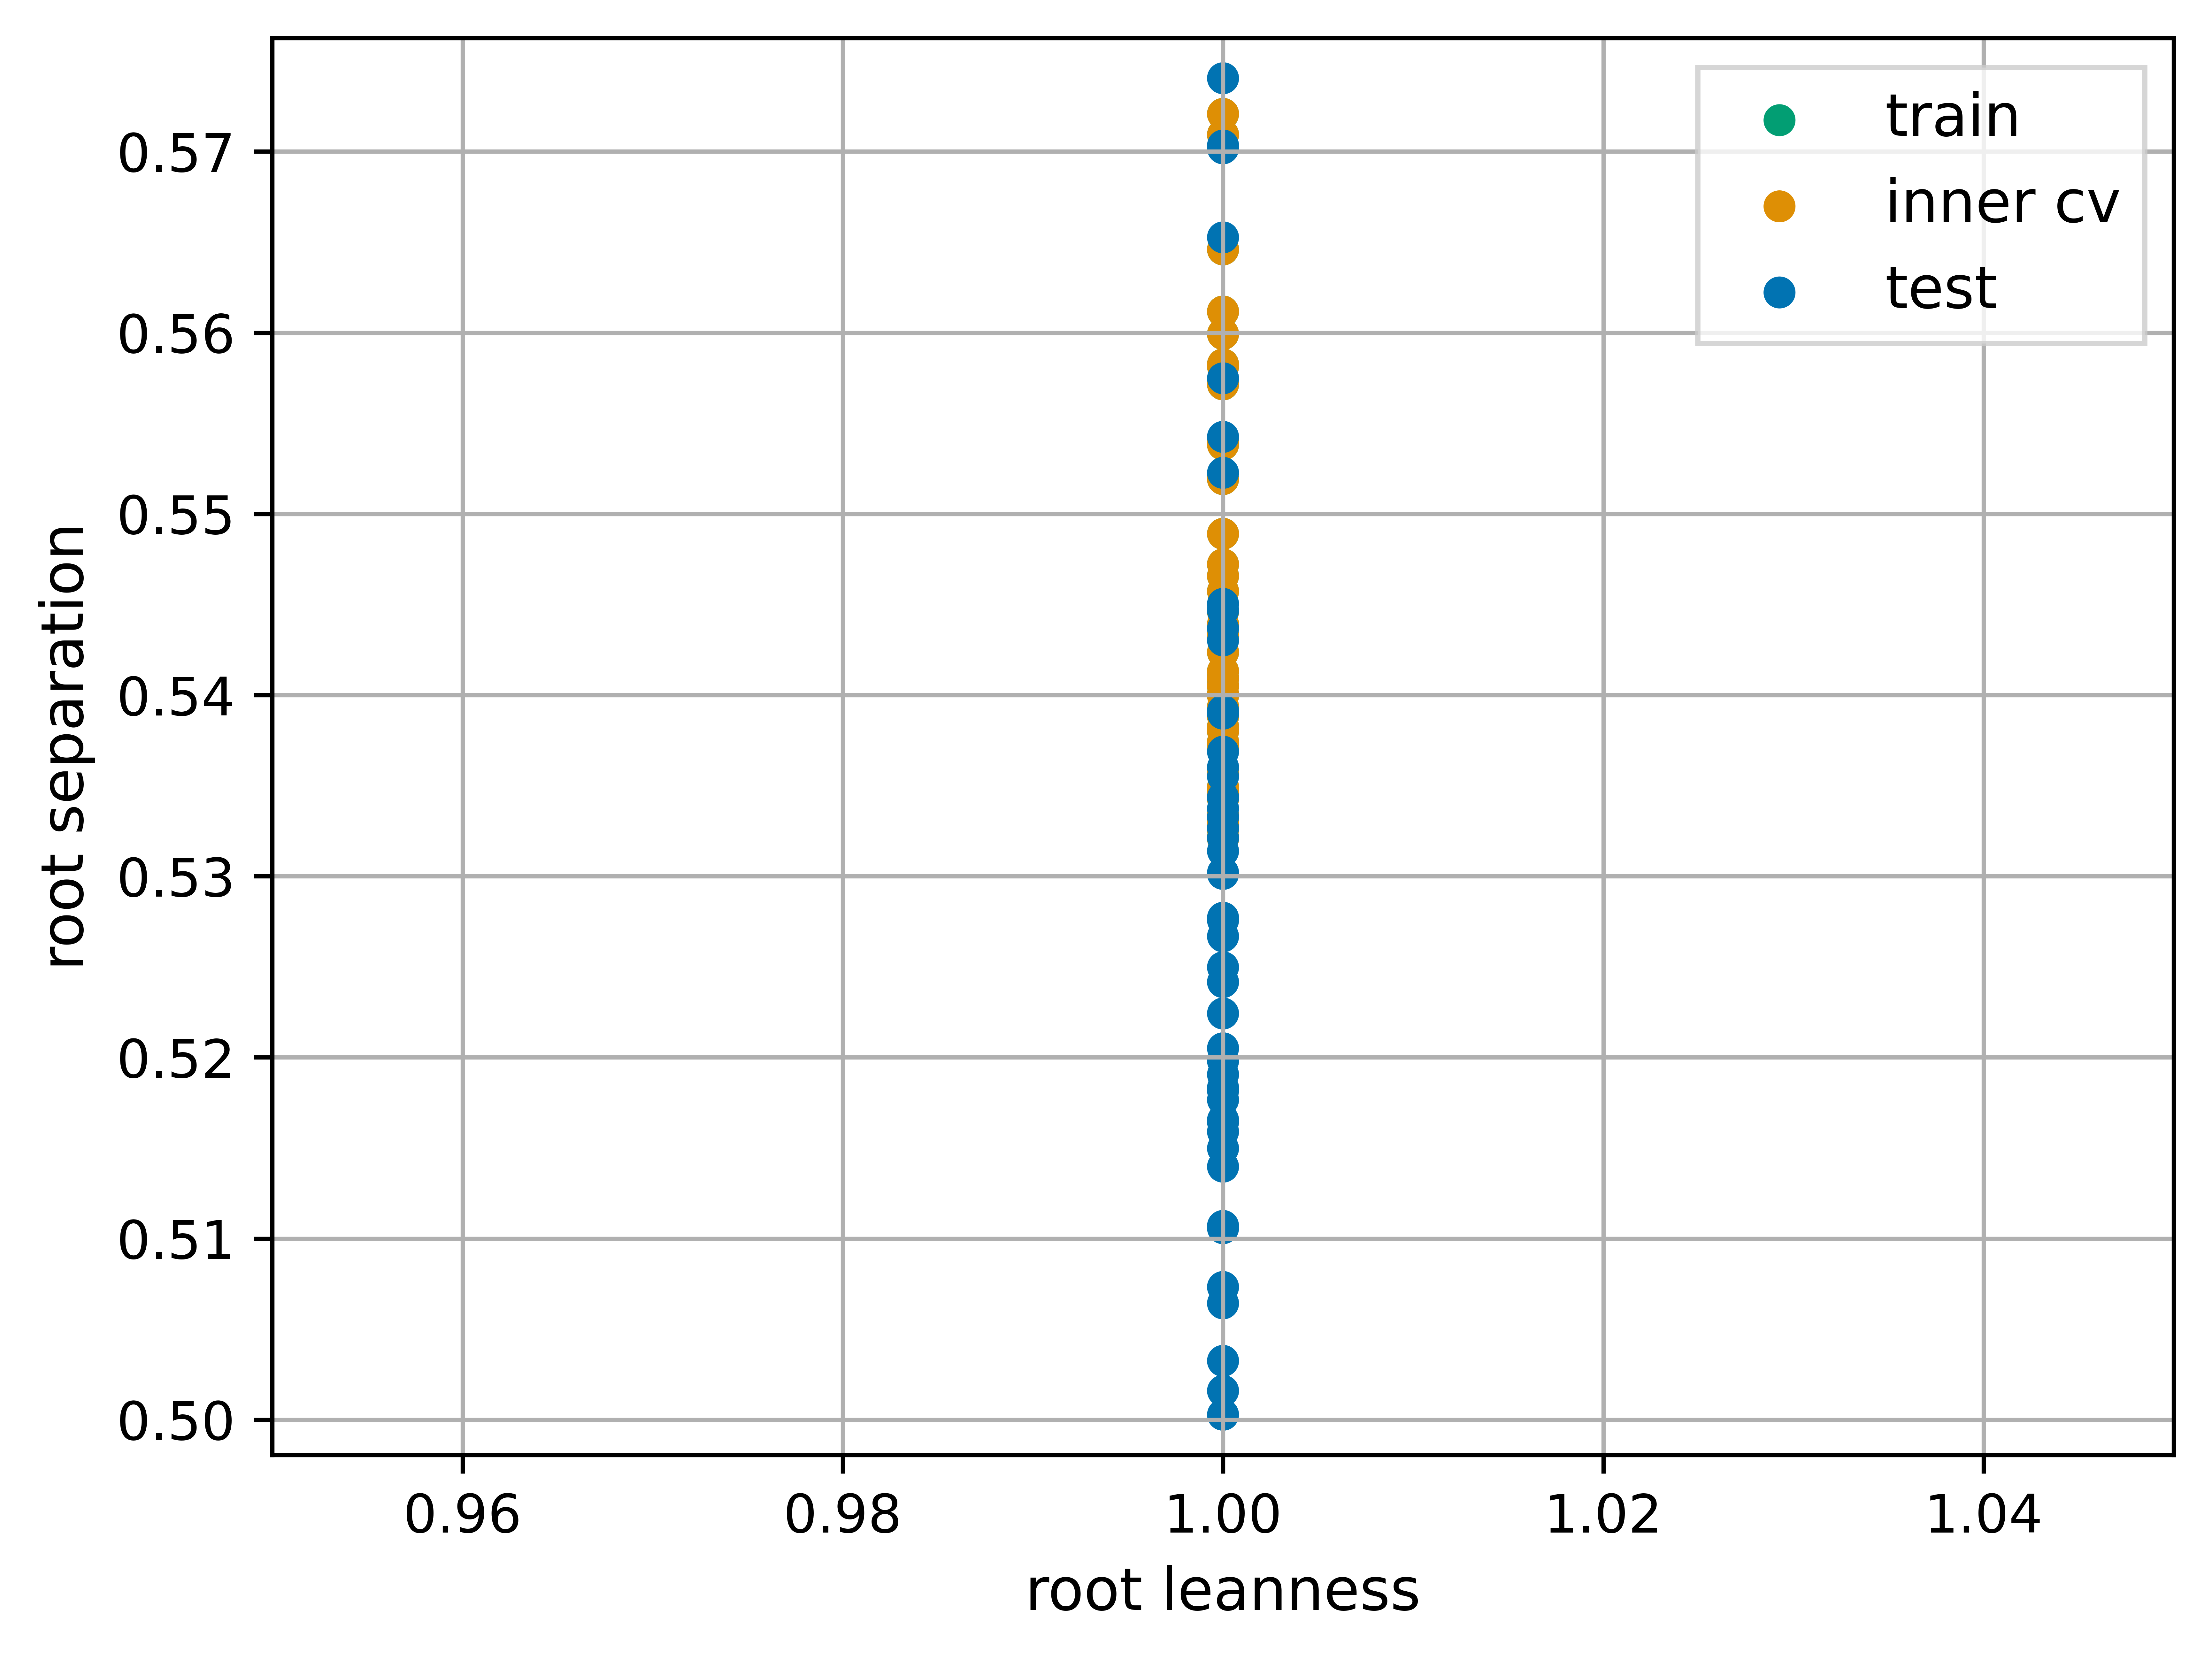 train
inner cv
test
0.57
0.56
0.55
0.54
0.53
0.52
0.51
0.50
root separation
0.96 0.98 1.00 1.02 1.04
root leanness